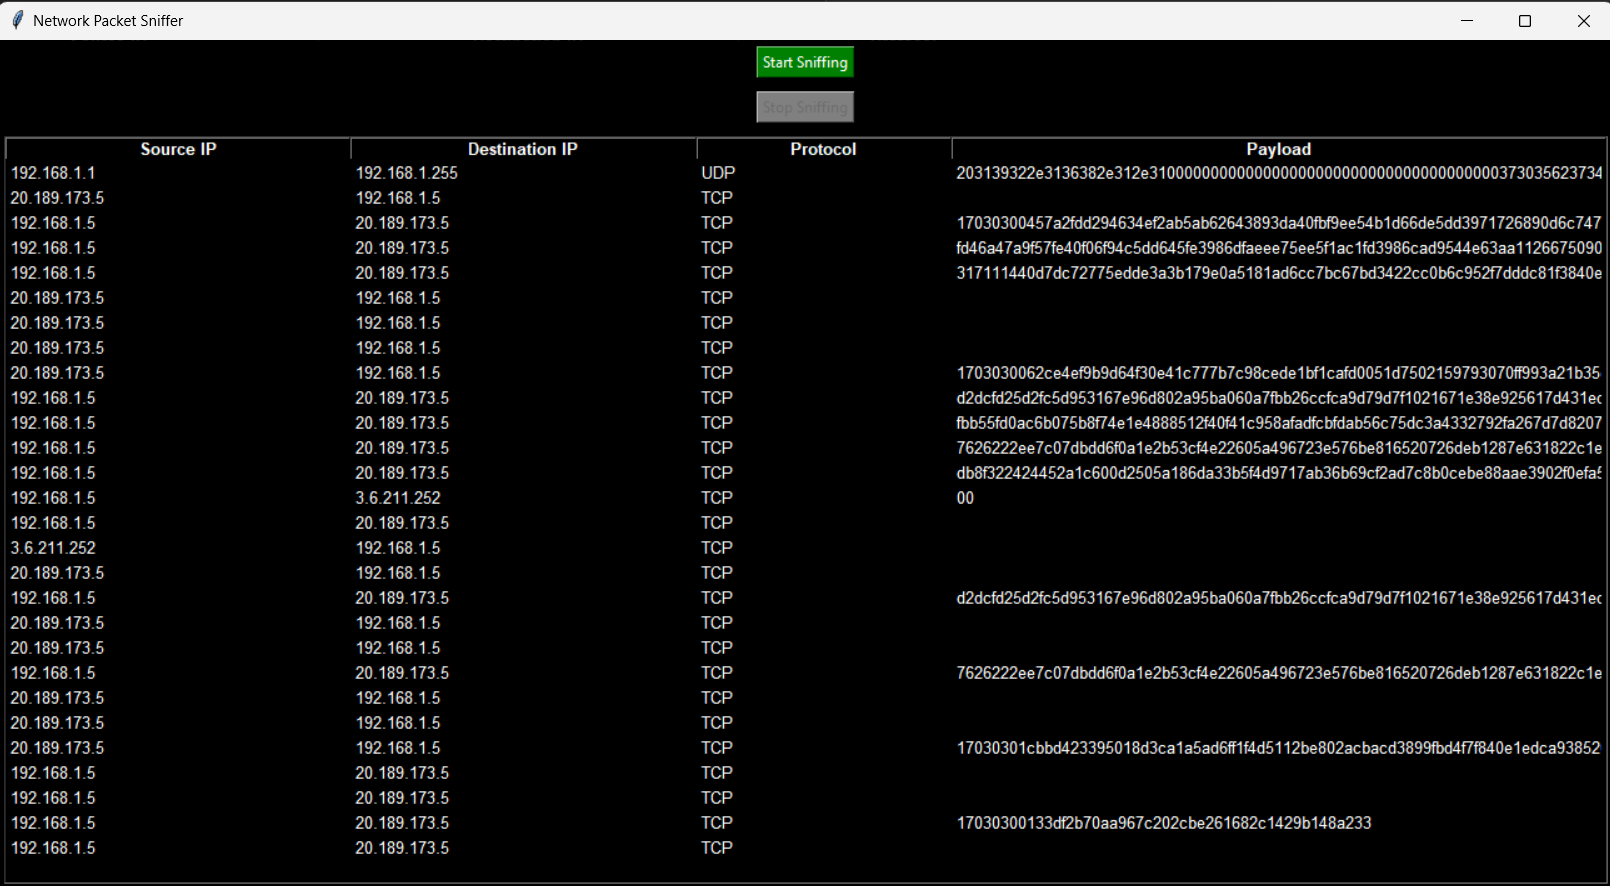 Network Packet Sniffer
Start Sniffing
Stop Sniffing
Source IP Destination IP Protocol Payload
192.168.1.1 192.168.1.255 UDP
20.189.173.5 192.168.1.5 TCP
192.168.1.5 20.189.173.5 TCP 17030300457a2fdd294634ef2ab5ab62643893da40fbf9ee54b1d66de5dd3971726890d6c747
192.168.1.5 20.189.173.5 TCP fd46a47a9f57fe40f06f94c5dd645fe3986dfaeee75ee5f1ac1fd3986cad9544e63aa1126675090
192.168.1.5 20.189.173.5 TCP 317111440d7dc72775edde3a3b179e0a5181ad6cc7bc67bd3422cc0b6c952f7dddc81f3840e
20.189.173.5 192.168.1.5 TCP
20.189.173.5 192.168.1.5 TCP
20.189.173.5 192.168.1.5 TCP
20.189.173.5 192.168.1.5 TCP 1703030062ce4ef9b9d64f30e41c777b7c98cede1bf1cafd0051d7502159793070ff993a21b35
192.168.1.5 20.189.173.5 TCP d2dcfd25d2fc5d953167e96d802a95ba060a7fbb26ccfca9d79d7f1021671e38e925617d431ec
192.168.1.5 20.189.173.5 TCP fbb55fd0ac6b075b8f74e1e4888512f40f41c958afadfcbfdab56c75dc3a4332792fa267d7d8207
192.168.1.5 20.189.173.5 TCP 7626222ee7c07dbdd6f0a1e2b53cf4e22605a496723e576be816520726deb1287e631822c1e
192.168.1.5 20.189.173.5 TCP db8f322424452a1c600d2505a186da33b5f4d9717ab36b69cf2ad7c8b0cebe88aae3902f0efa5
192.168.1.5 3.6.211.252 TCP 00
192.168.1.5 20.189.173.5 TCP
3.6.211.252 192.168.1.5 TCP
20.189.173.5 192.168.1.5 TCP
192.168.1.5 20.189.173.5 TCP d2dcfd25d2fc5d953167e96d802a95ba060a7fbb26ccfca9d79d7f1021671e38e925617d431ec
20.189.173.5 192.168.1.5 TCP
20.189.173.5 192.168.1.5 TCP
192.168.1.5 20.189.173.5 TCP 7626222ee7c07dbdd6f0a1e2b53cf4e22605a496723e576be816520726deb1287e631822c1e
20.189.173.5 192.168.1.5 TCP
20.189.173.5 192.168.1.5 TCP
20.189.173.5 192.168.1.5 TCP 17030301cbbd423395018d3ca1a5ad6ff1f4d5112be802acbacd3899fbd4f7f840e1edca93852
192.168.1.5 20.189.173.5 TCP
192.168.1.5 20.189.173.5 TCP
192.168.1.5 20.189.173.5 TCP 17030300133df2b70aa967c202cbe261682c1429b148a233
192.168.1.5 20.189.173.5 TCP